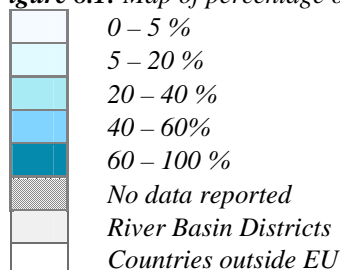 igure 8.1: Map of percentage o
0 – 5 %
5 – 20 %
20 – 40 %
40 – 60%
60 – 100 %
No data reported
River Basin Districts
Countries outside EU